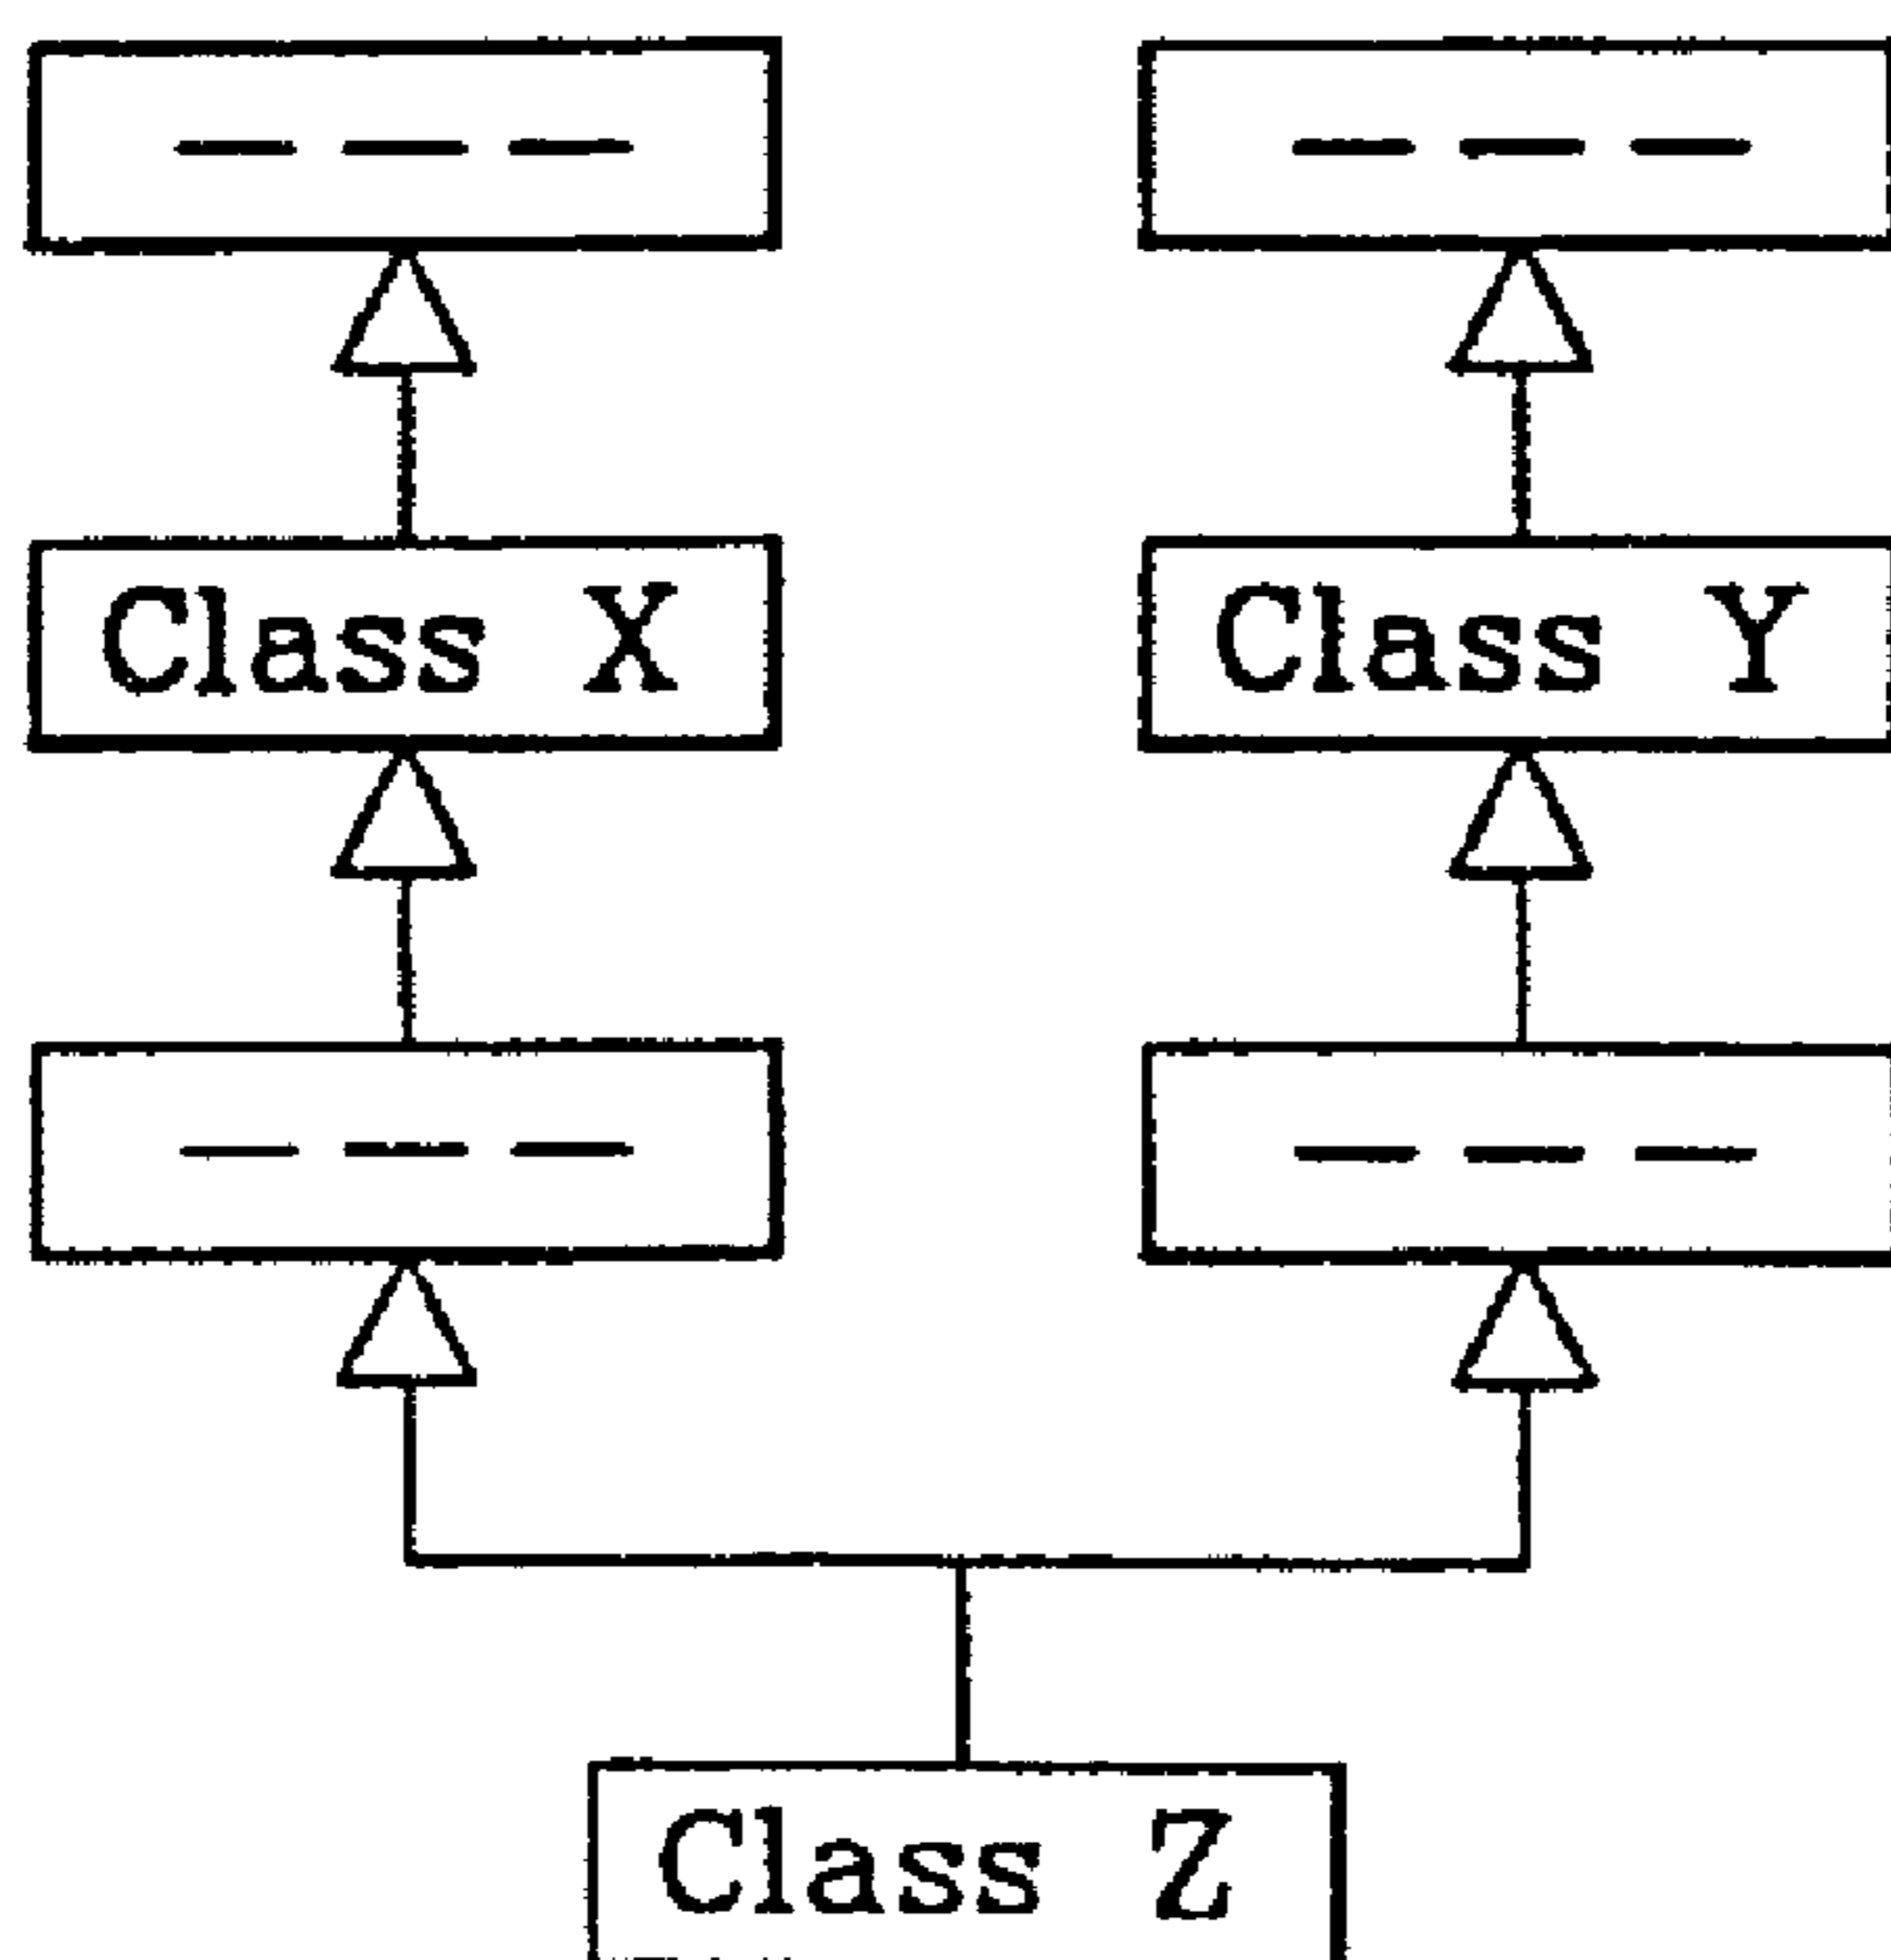 — — —
— — —
Class X
Class Y
— — —
— — —
Class Z